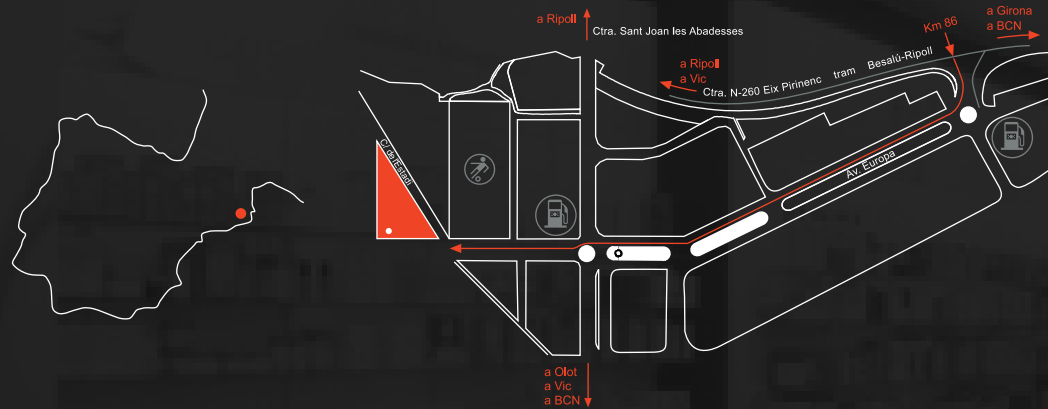 a Ripoll
Ctra. Sant Joan les Abadesses
a Girona
a BCN
Km 86
a Ripoll
a Vic
Ctra. N-260 Eix Pirinenc tram Besalú-Ripoll
C/ de l'Estadi
Av. Europa
a Olot
a Vic
a BCN